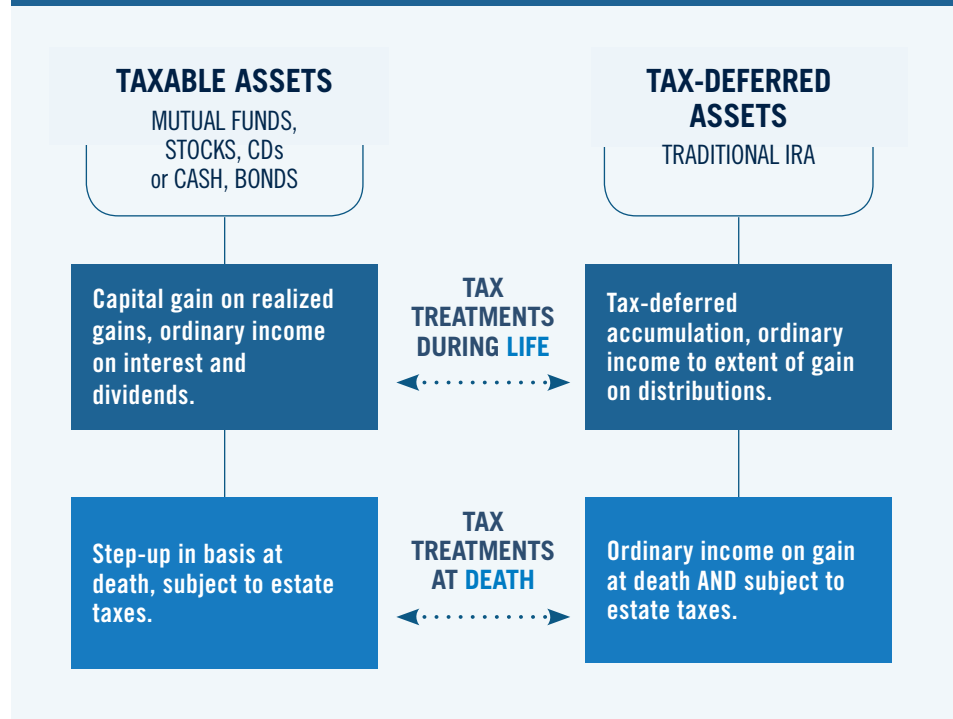 TAXABLE ASSETS
MUTUAL FUNDS,
STOCKS, CDs
or CASH, BONDS
TAX-DEFERRED
ASSETS
TRADITIONAL IRA
Capital gain on realized
gains, ordinary income
on interest and
dividends.
TAX
TREATMENTS
DURING LIFE
Tax-deferred
accumulation, ordinary
income to extent of gain
on distributions.
Step-up in basis at
death, subject to estate
taxes.
TAX
TREATMENTS
AT DEATH
Ordinary income on gain
at death AND subject to
estate taxes.